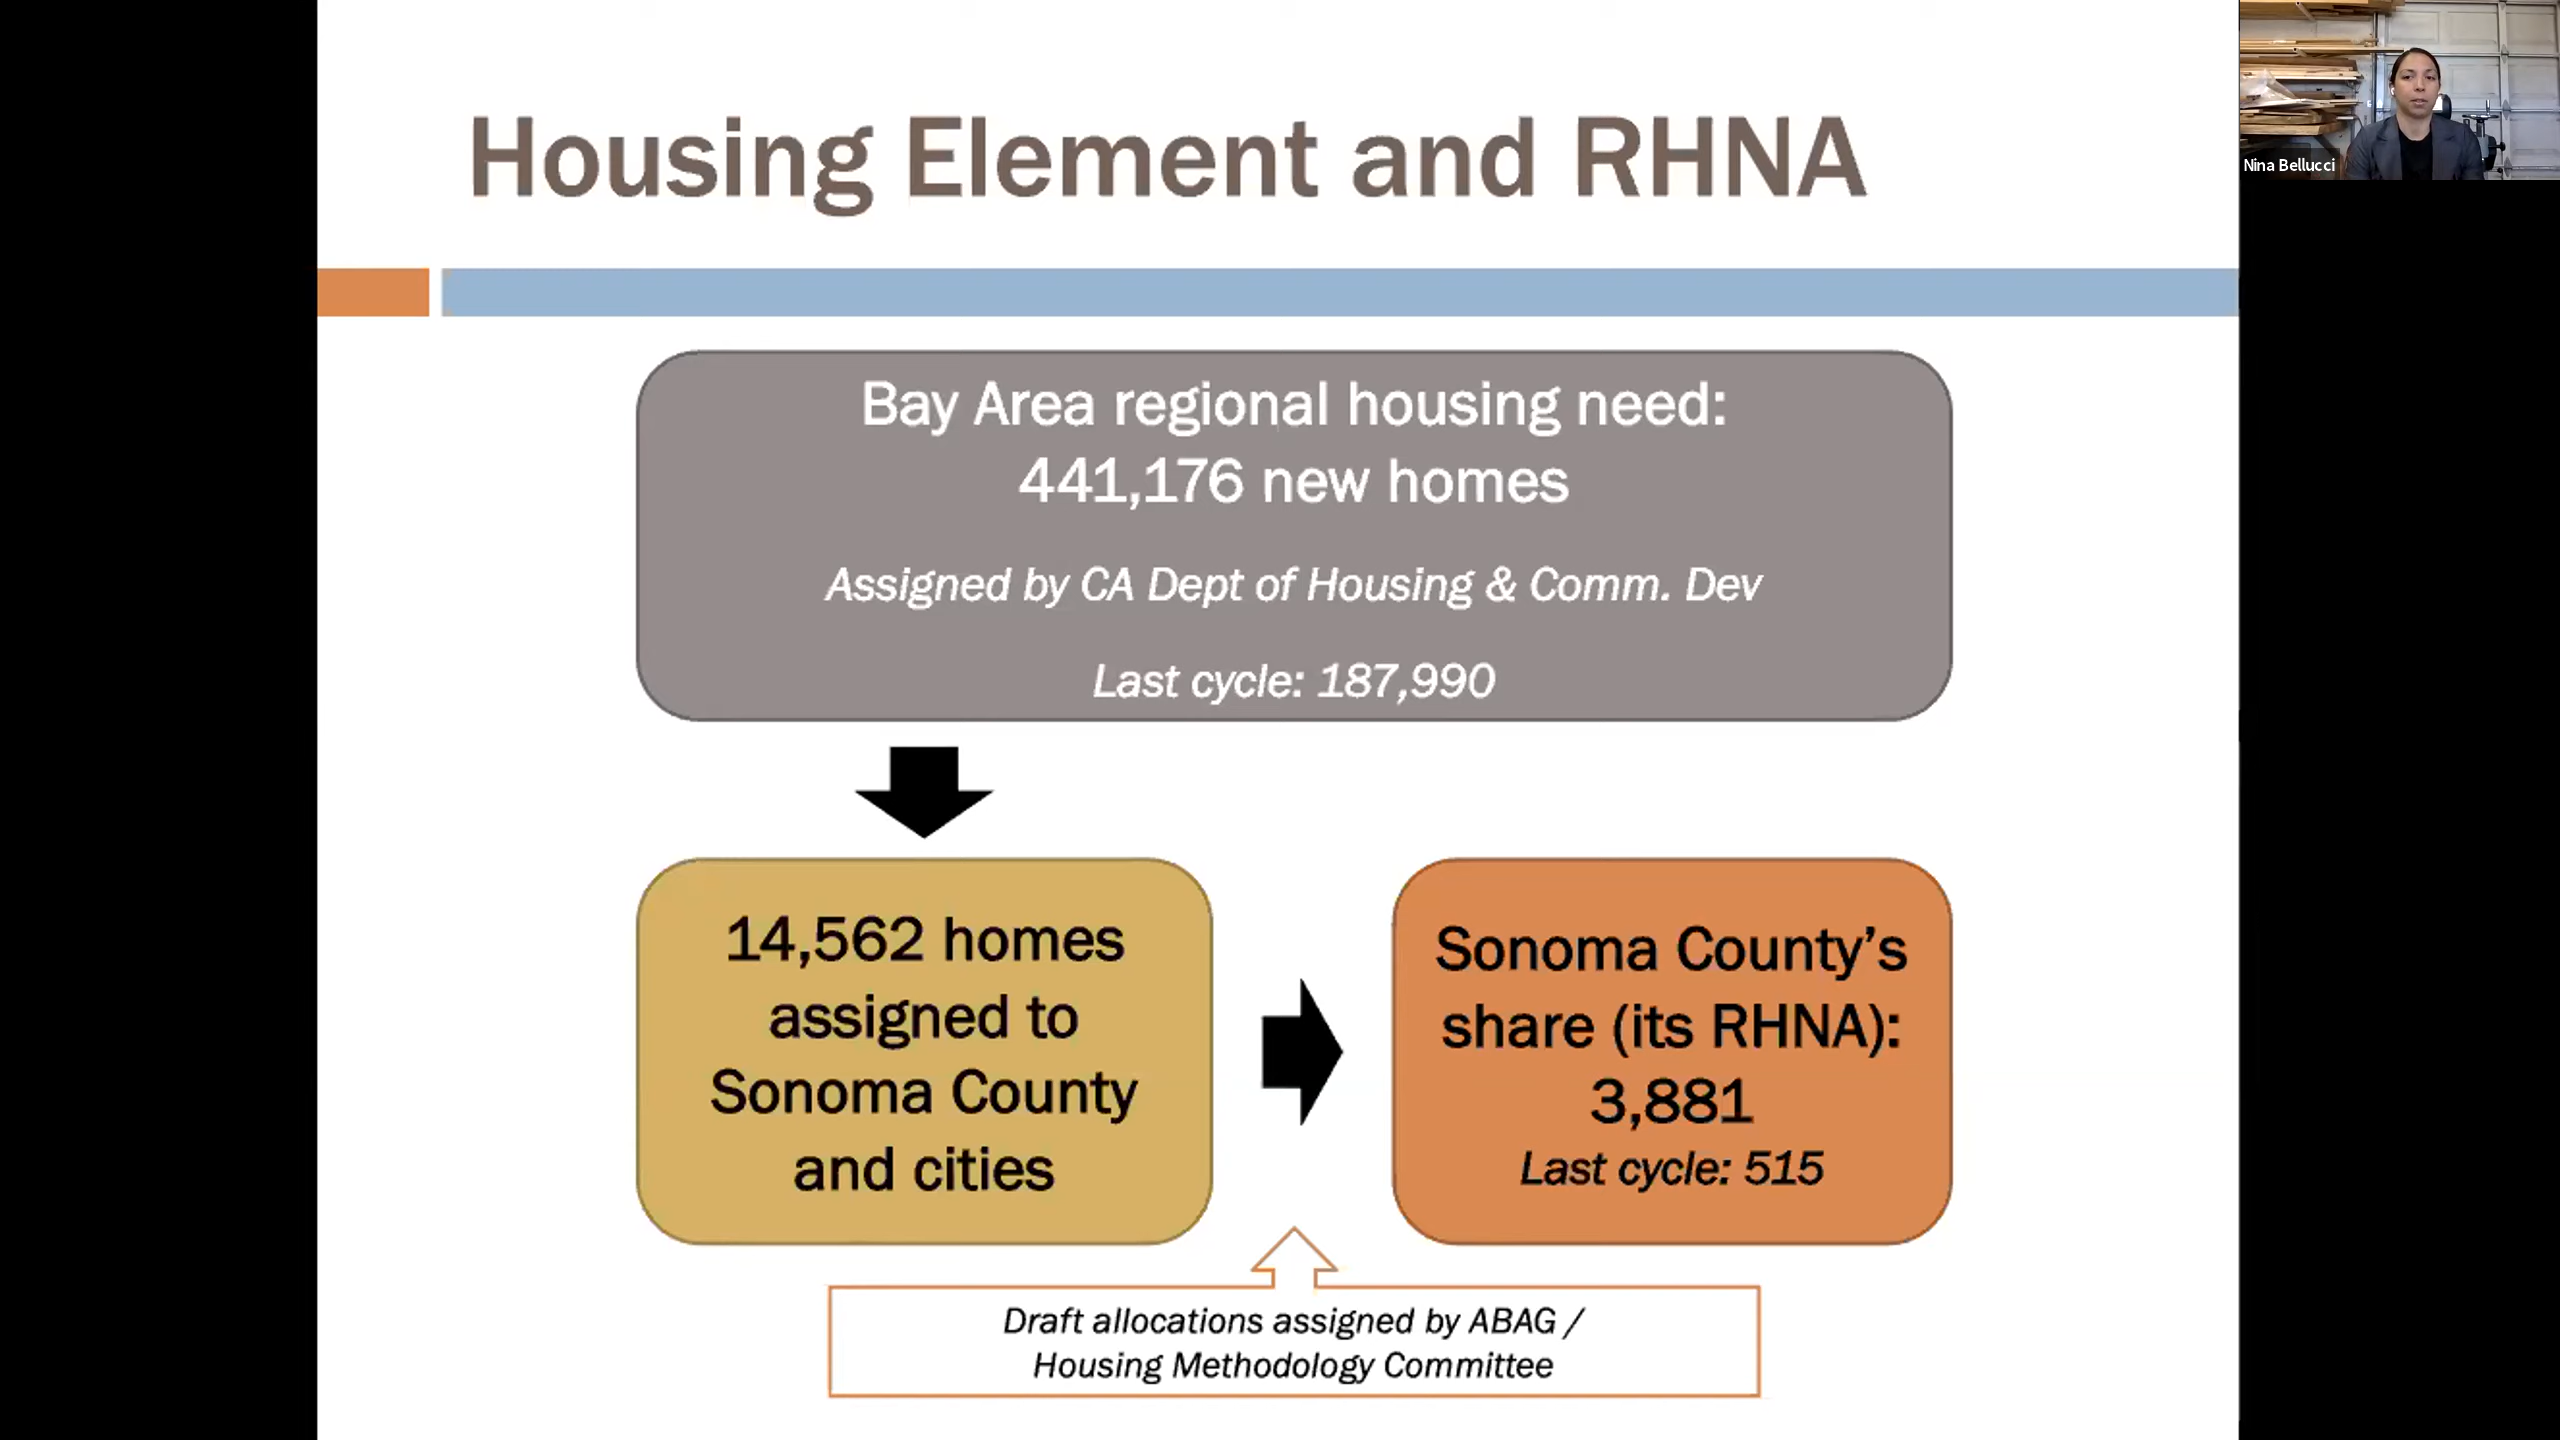 Housing Element and RHNA
Nina Bellucci
Bay Area regional housing need:
441,176 new homes
Assigned by CA Dept of Housing & Comm. Dev
Last cycle: 187,990
14,562 homes
assigned to
Sonoma County
and cities
Sonoma County’s
share (its RHNA):
3,881
Last cycle: 515
Draft allocations assigned by ABAG /
Housing Methodology Committee